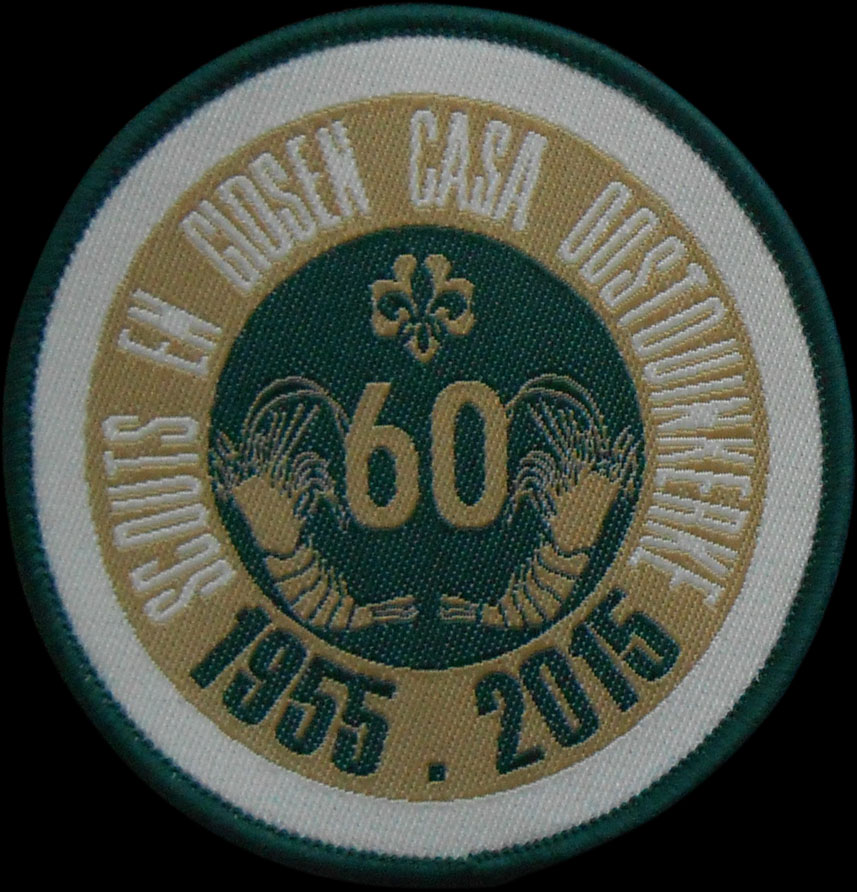 SCOUTS EN GIDSEN CASA OOSTDUINKERKE
60
1955 . 2015